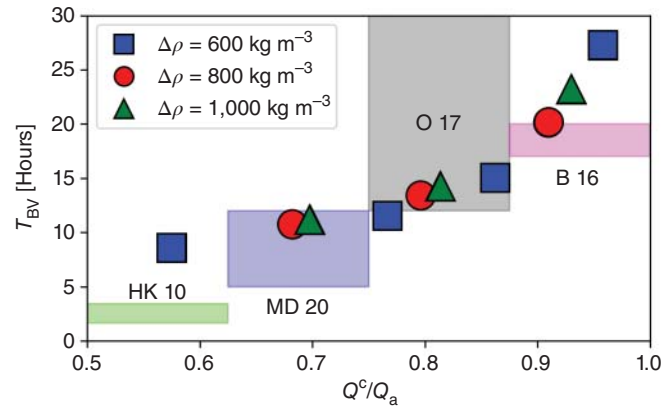 30
25
20
15
10
5
0
T_BV [Hours]
Δρ = 600 kg m⁻³
Δρ = 800 kg m⁻³
Δρ = 1,000 kg m⁻³
O 17
B 16
HK 10
MD 20
0.5 0.6 0.7 0.8 0.9 1.0
Qᶜ/Qₐ